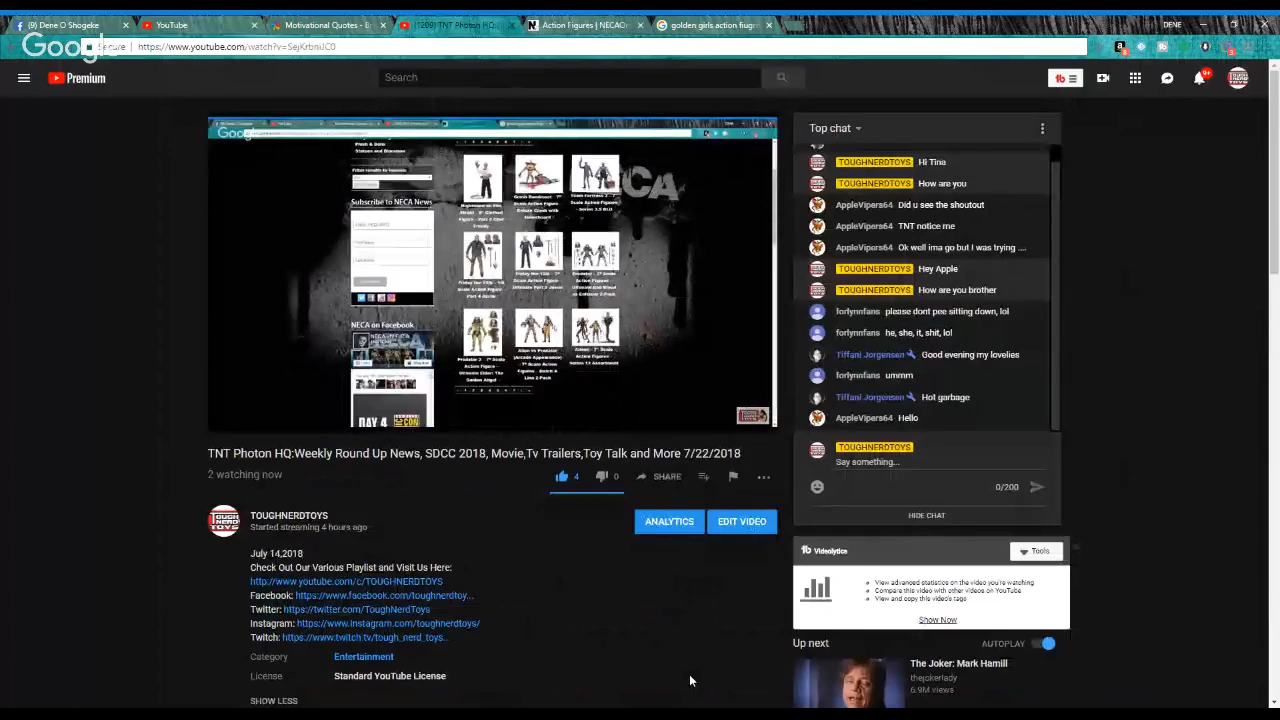 (9) Dene O Shogeke
YouTube
Motivational Quotes - B
(1209) TNT Photon HQ:
Action Figures | NECAOn
golden girls action fiugr
DENE
Google
Secure
https://www.youtube.com/watch?v=SejKrbniJC0
Premium
Search
9+
Subscribe to NECA News
NECA on Facebook
DAY 4
NECA
TNT Photon HQ:Weekly Round Up News, SDCC 2018, Movie,Tv Trailers,Toy Talk and More 7/22/2018
2 watching now
4
0
SHARE
TOUGHNERDTOYS
Started streaming 4 hours ago
ANALYTICS
EDIT VIDEO
July 14,2018
Check Out Our Various Playlist and Visit Us Here:
http://www.youtube.com/c/TOUGHNERDTOYS
Facebook: https://www.facebook.com/toughnerdtoy...
Twitter: https://twitter.com/ToughNerdToys
Instagram: https://www.instagram.com/toughnerdtoys/
Twitch: https://www.twitch.tv/tough_nerd_toys...
Category Entertainment
License Standard YouTube License
SHOW LESS
Top chat
TOUGHNERDTOYS Hi Tina
TOUGHNERDTOYS How are you
AppleVipers64 Did u see the shoutout
AppleVipers64 TNT notice me
AppleVipers64 Ok well ima go but I was trying ....
TOUGHNERDTOYS Hey Apple
TOUGHNERDTOYS How are you brother
forlynnfans please dont pee sitting down, lol
forlynnfans he, she, it, shit, lol!
Tiffani Jorgensen Good evening my lovelies
forlynnfans ummm
Tiffani Jorgensen Hot garbage
AppleVipers64 Hello
TOUGHNERDTOYS
Say something...
0/200
HIDE CHAT
Videolytics
Tools
View advanced statistics on the video you're watching
Compare this video with other videos on YouTube
View and copy this video's tags
Show Now
Up next
AUTOPLAY
The Joker: Mark Hamill
thejokerlady
6.9M views